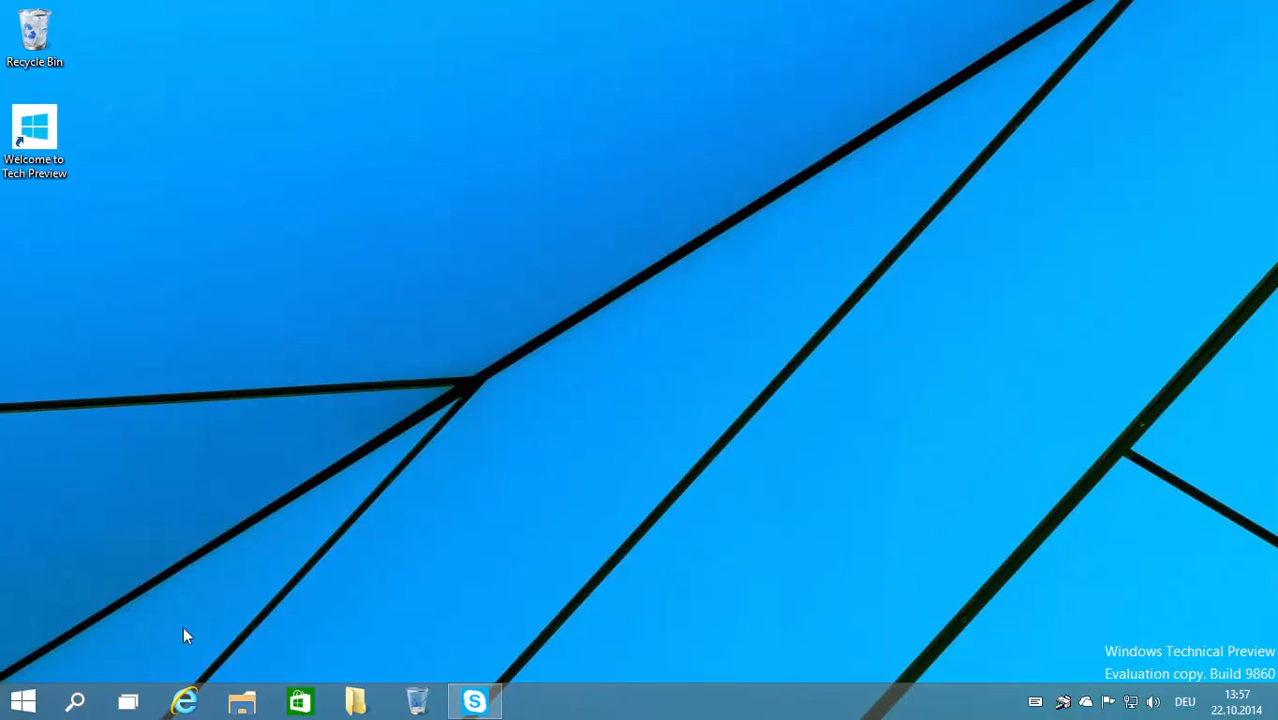 Recycle Bin
Welcome to
Tech Preview
Windows Technical Preview
Evaluation copy. Build 9860
DEU
13:57
22.10.2014